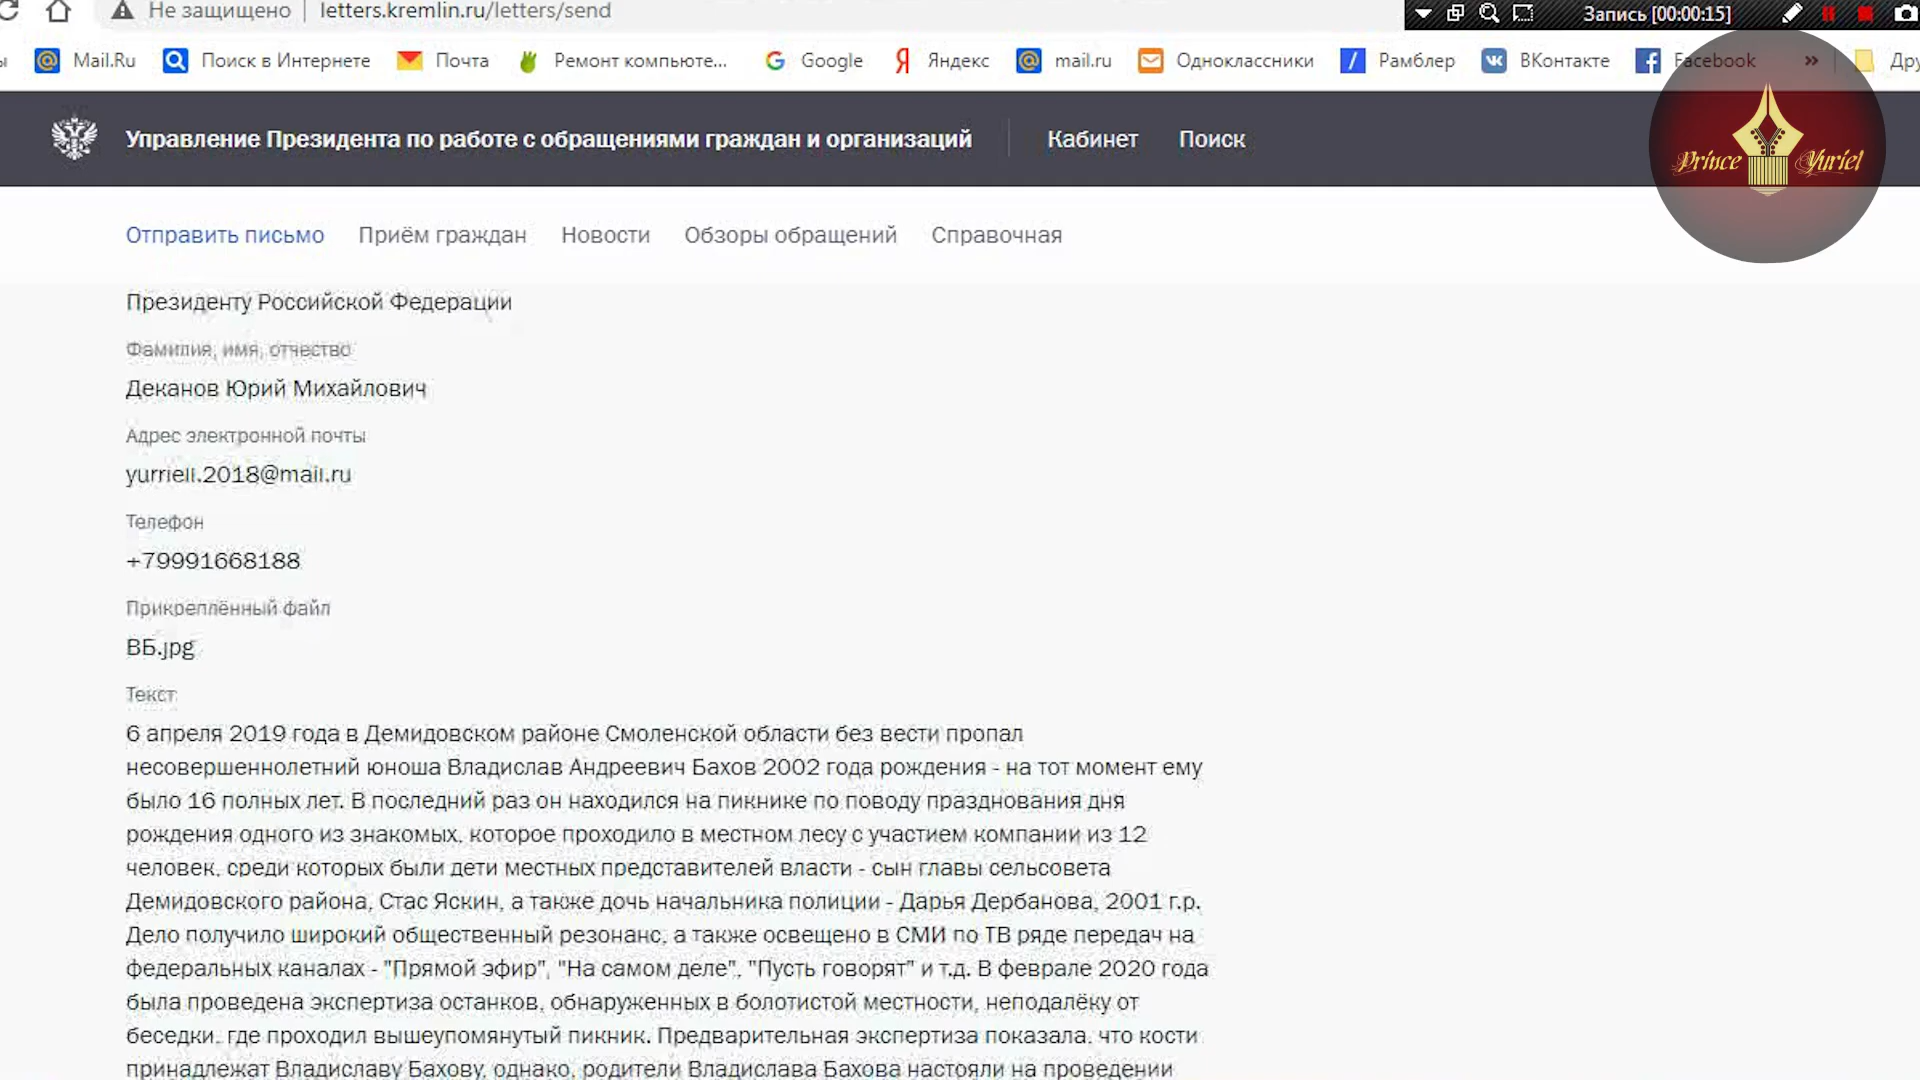 Не защищено | letters.kremlin.ru/letters/send
Запись [00:00:15]
Mail.Ru Поиск в Интернете Почта Ремонт компьюте... Google Яндекс mail.ru Одноклассники Рамблер ВКонтакте Facebook » Дру
Управление Президента по работе с обращениями граждан и организаций Кабинет Поиск
Prince Yuriel
Отправить письмо Приём граждан Новости Обзоры обращений Справочная
Президенту Российской Федерации
Фамилия, имя, отчество
Деканов Юрий Михайлович
Адрес электронной почты
yurrieli.2018@mail.ru
Телефон
+79991668188
Прикреплённый файл
ВБ.jpg
Текст
6 апреля 2019 года в Демидовском районе Смоленской области без вести пропал
несовершеннолетний юноша Владислав Андреевич Бахов 2002 года рождения - на тот момент ему
было 16 полных лет. В последний раз он находился на пикнике по поводу празднования дня
рождения одного из знакомых, которое проходило в местном лесу с участием компании из 12
человек, среди которых были дети местных представителей власти - сын главы сельсовета
Демидовского района, Стас Яскин, а также дочь начальника полиции - Дарья Дербанова, 2001 г.р.
Дело получило широкий общественный резонанс, а также освещено в СМИ по ТВ ряде передач на
федеральных каналах - "Прямой эфир", "На самом деле", "Пусть говорят" и т.д. В феврале 2020 года
была проведена экспертиза останков, обнаруженных в болотистой местности, неподалёку от
беседки, где проходил вышеупомянутый пикник. Предварительная экспертиза показала, что кости
принадлежат Владиславу Бахову, однако, родители Владислава Бахова настояли на проведении